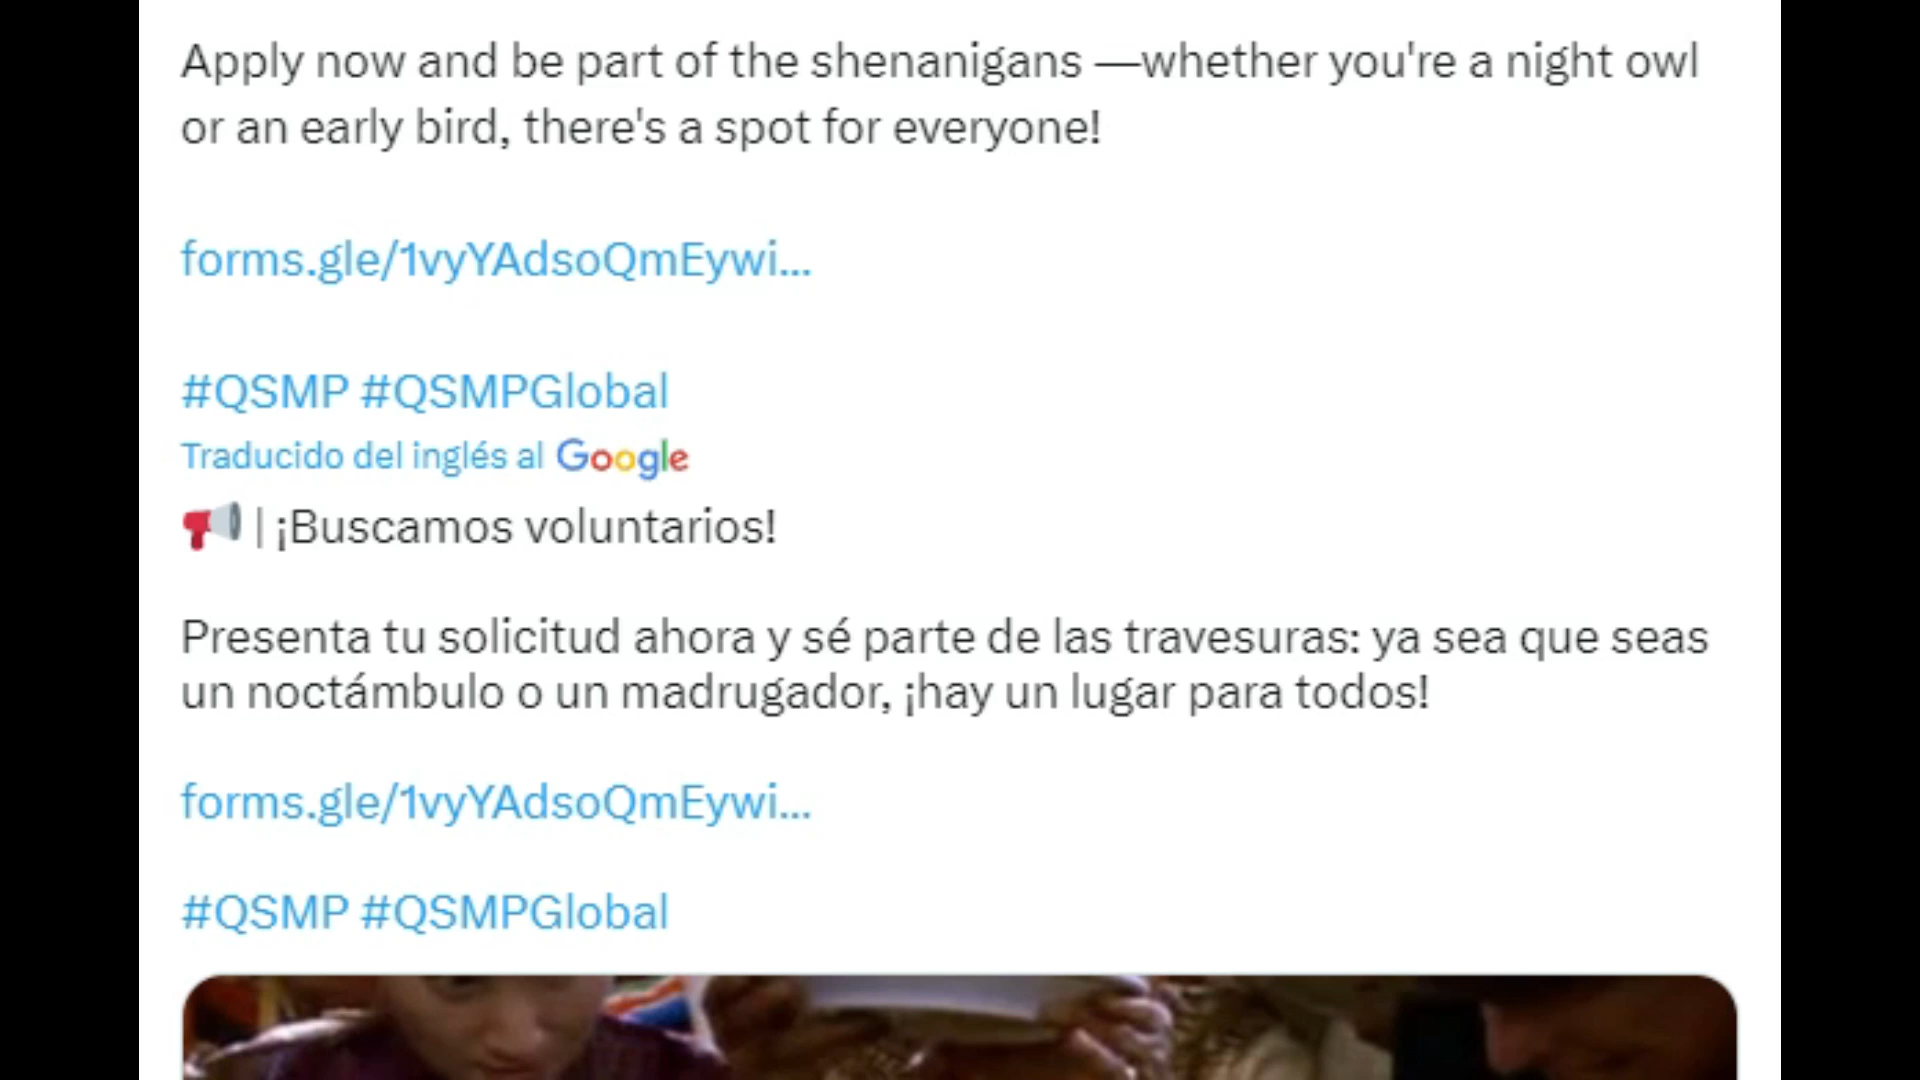 Apply now and be part of the shenanigans —whether you're a night owl
or an early bird, there's a spot for everyone!
forms.gle/1vyYAdsoQmEywi...
#QSMP #QSMPGlobal
Traducido del inglés al Google
📢 | ¡Buscamos voluntarios!
Presenta tu solicitud ahora y sé parte de las travesuras: ya sea que seas
un noctámbulo o un madrugador, ¡hay un lugar para todos!
forms.gle/1vyYAdsoQmEywi...
#QSMP #QSMPGlobal